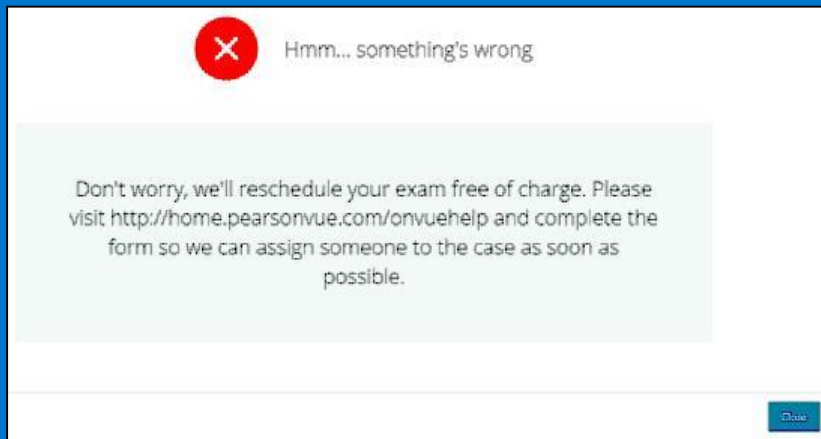 Hmm... something's wrong
Don't worry, we'll reschedule your exam free of charge. Please
visit http://home.pearsonvue.com/onvuehelp and complete the
form so we can assign someone to the case as soon as
possible.
Close